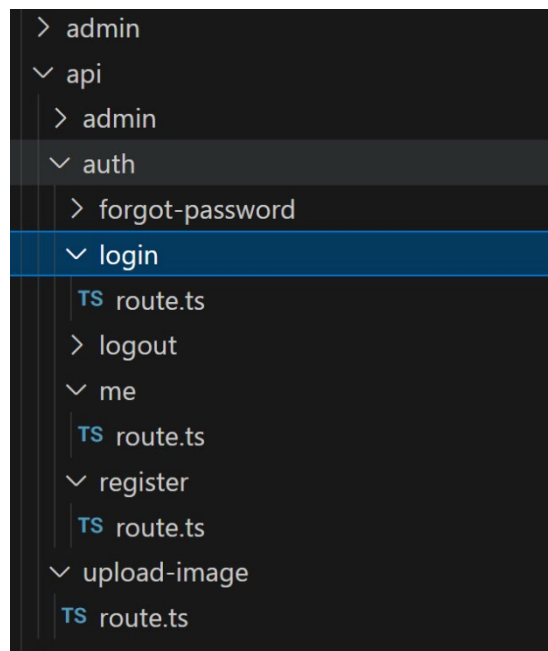 admin
api
admin
auth
forgot-password
login
TS route.ts
logout
me
TS route.ts
register
TS route.ts
upload-image
TS route.ts